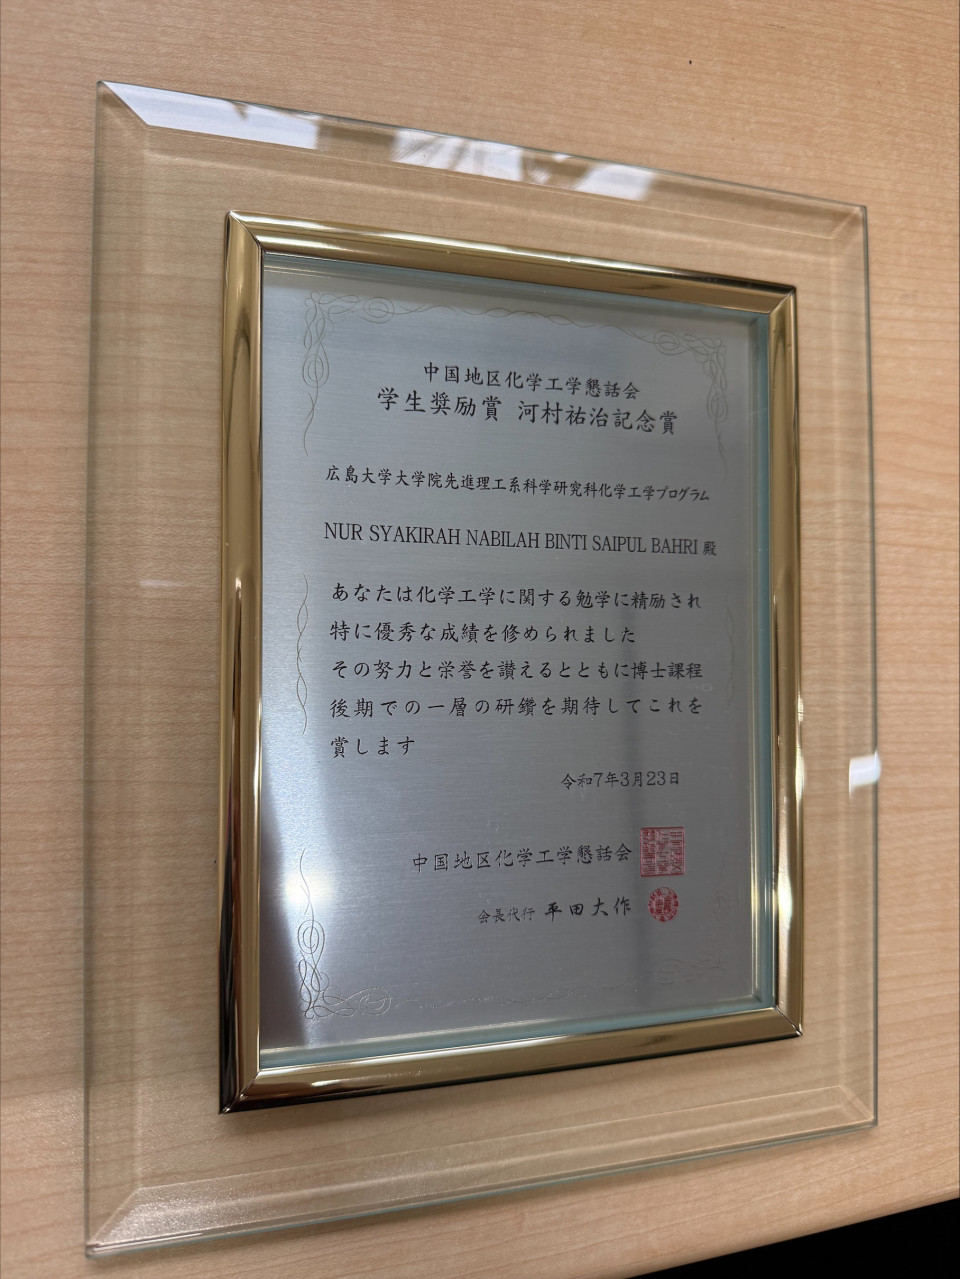 中国地区化学工学懇話会
学生奨励賞 河村祐治記念賞
広島大学大学院先進理工系科学研究科化学工学プログラム
NUR SYAKIRAH NABILAH BINTI SAIPUL BAHRI 殿
あなたは化学工学に関する勉学に精励され
特に優秀な成績を修められました
その努力と栄誉を讃えるとともに博士課程
後期での一層の研鑽を期待してこれを
賞します
令和7年3月23日
中国地区化学工学懇話会
会長代行 平田大作